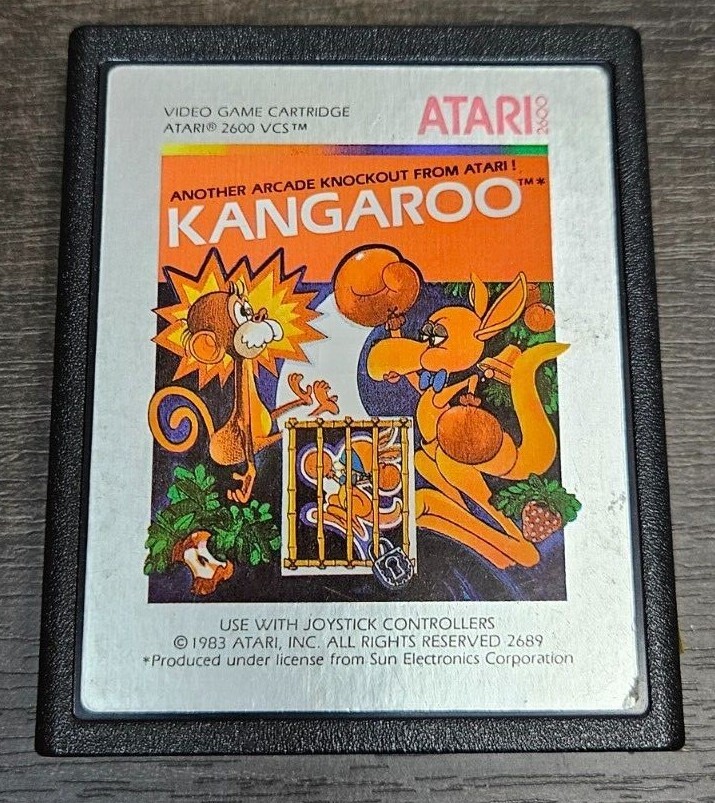 VIDEO GAME CARTRIDGE
ATARI® 2600 VCS™
ATARI 2600
ANOTHER ARCADE KNOCKOUT FROM ATARI!
KANGAROO™*
USE WITH JOYSTICK CONTROLLERS
© 1983 ATARI, INC. ALL RIGHTS RESERVED 2689
*Produced under license from Sun Electronics Corporation